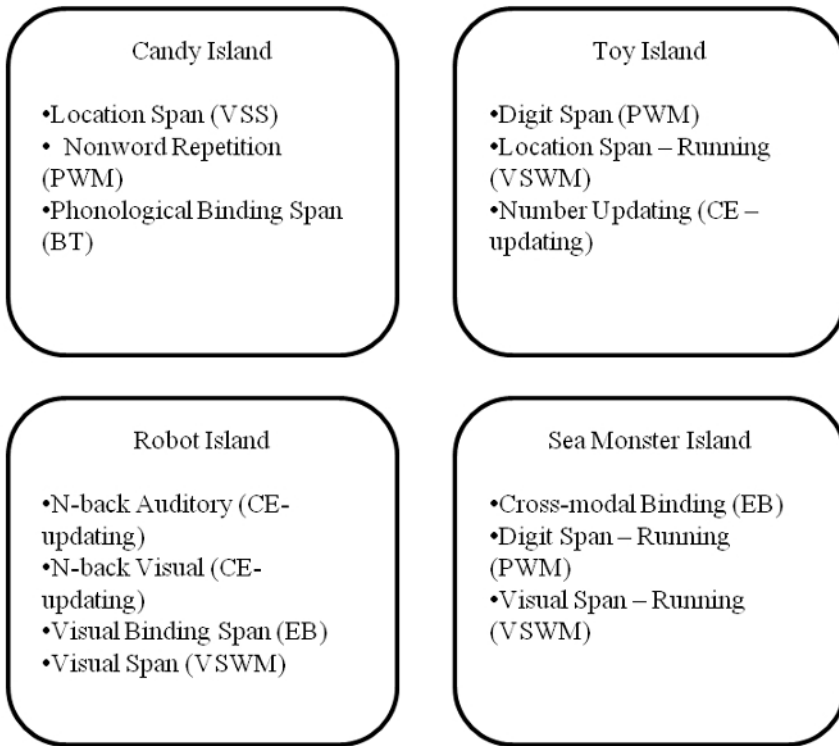 Candy Island
•Location Span (VSS)
• Nonword Repetition
(PWM)
•Phonological Binding Span
(BT)
Toy Island
•Digit Span (PWM)
•Location Span – Running
(VSWM)
•Number Updating (CE –
updating)
Robot Island
•N-back Auditory (CE-
updating)
•N-back Visual (CE-
updating)
•Visual Binding Span (EB)
•Visual Span (VSWM)
Sea Monster Island
•Cross-modal Binding (EB)
•Digit Span – Running
(PWM)
•Visual Span – Running
(VSWM)